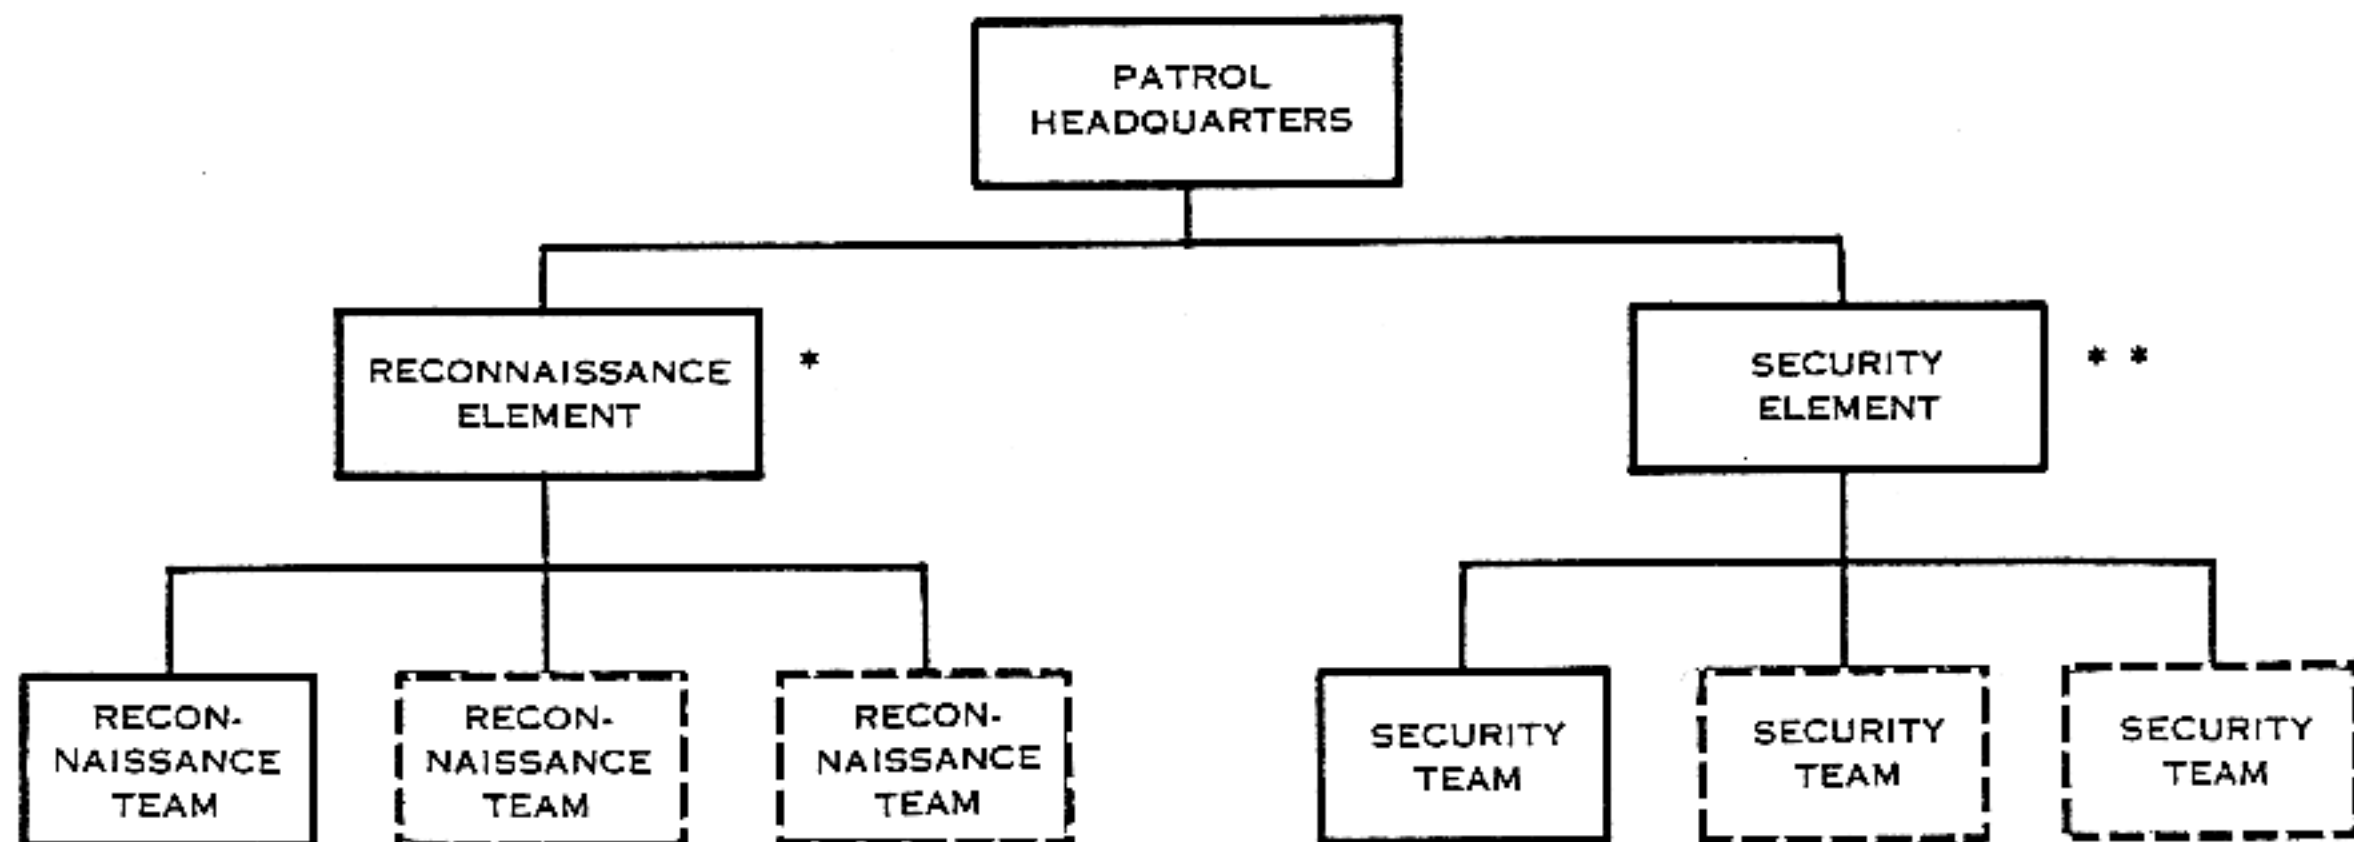 PATROL
HEADQUARTERS
RECONNAISSANCE
ELEMENT
*
SECURITY
ELEMENT
* *
RECON-
NAISSANCE
TEAM
RECON-
NAISSANCE
TEAM
RECON-
NAISSANCE
TEAM
SECURITY
TEAM
SECURITY
TEAM
SECURITY
TEAM